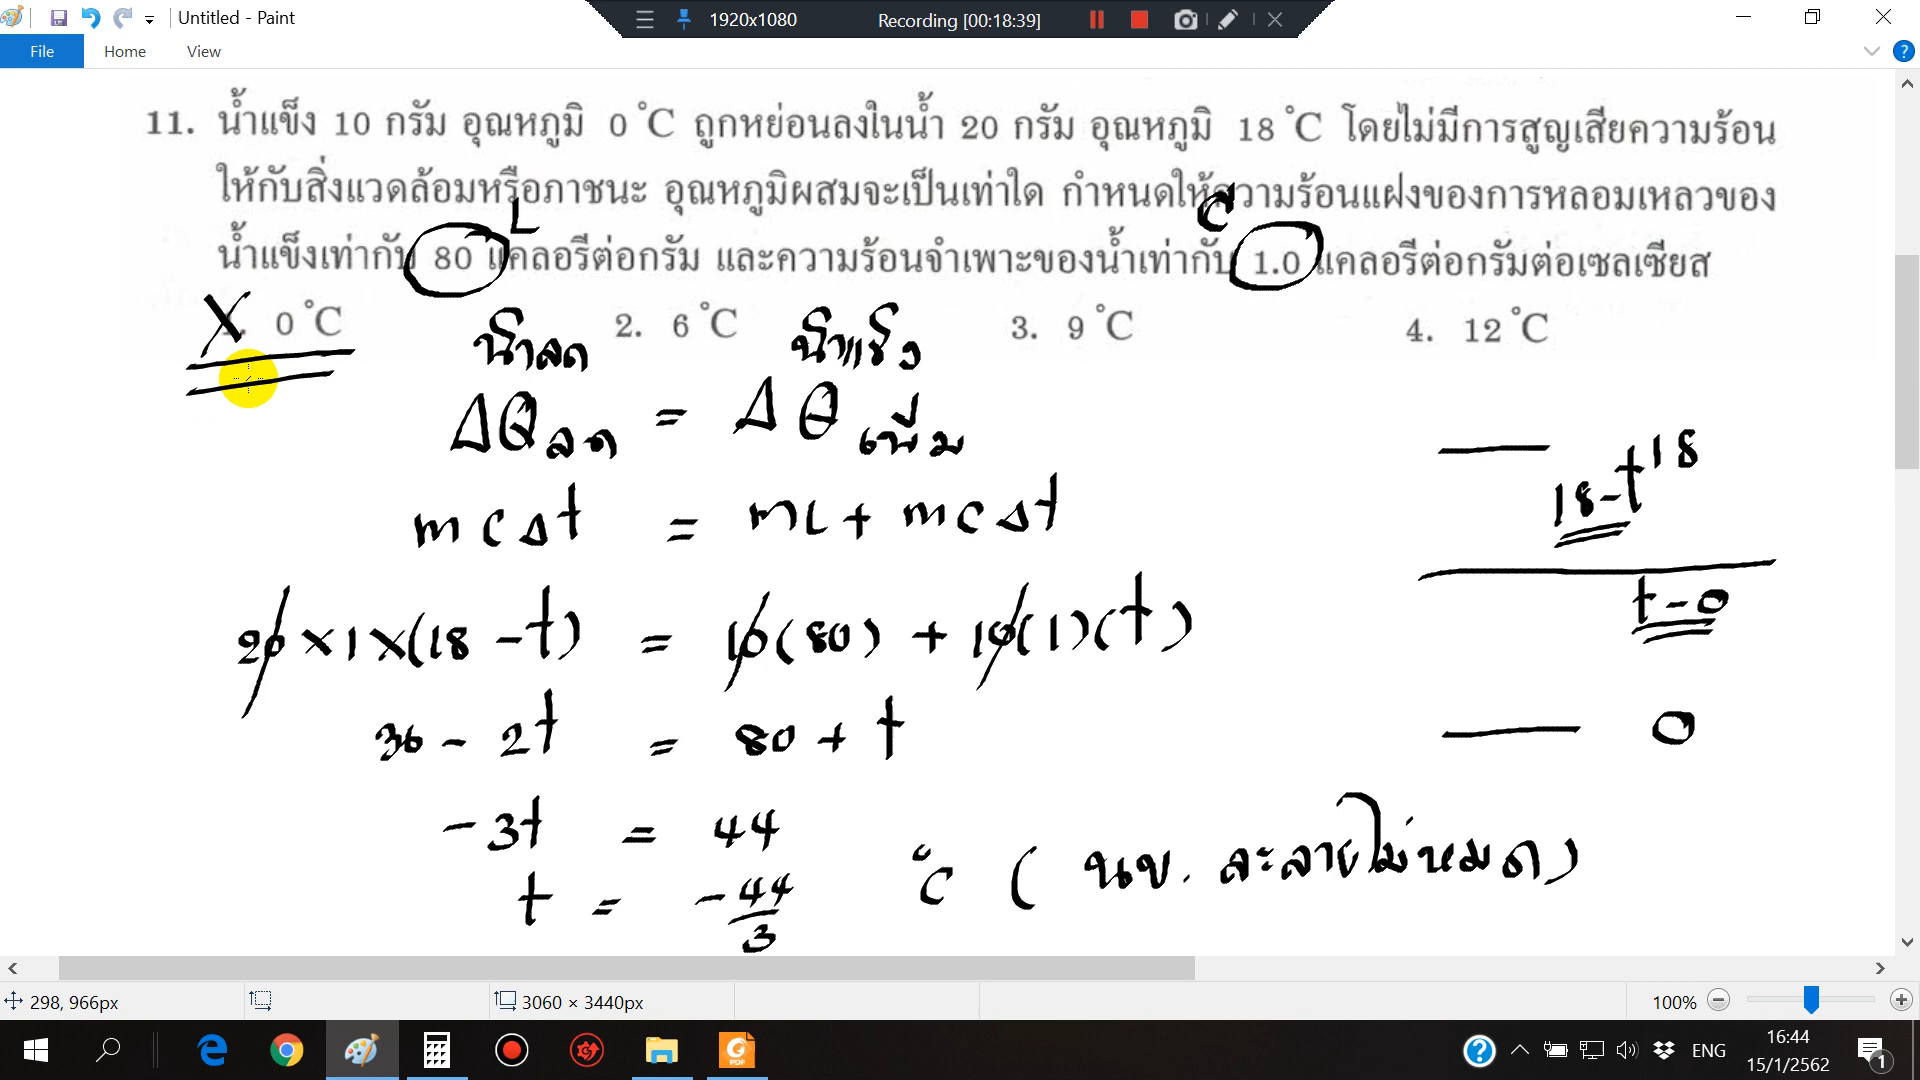 Untitled - Paint
1920x1080
Recording [00:18:39]
File Home View
11. น้ำแข็ง 10 กรัม อุณหภูมิ 0 °C ถูกหย่อนลงในน้ำ 20 กรัม อุณหภูมิ 18 °C โดยไม่มีการสูญเสียความร้อน
ให้กับสิ่งแวดล้อมหรือภาชนะ อุณหภูมิผสมจะเป็นเท่าใด กำหนดให้ความร้อนแฝงของการหลอมเหลวของ
L C
น้ำแข็งเท่ากับ 80 แคลอรีต่อกรัม และความร้อนจำเพาะของน้ำเท่ากับ 1.0 แคลอรีต่อกรัมต่อเซลเซียส
X 0 °C 2. 6 °C 3. 9 °C 4. 12 °C
น้ำลด น้ำแข็ง
ΔQลด = ΔQเพิ่ม
mcΔt = mL + mcΔt
20 × 1 × (18 - t) = 10(80) + 10(1)(t)
36 - 2t = 80 + t
-3t = 44
t = -44/3 °C ( นข. ละลายไม่หมด)
18
18-t
t-0
0
298, 966px
3060 × 3440px
100%
PDF
ENG
16:44
15/1/2562
1